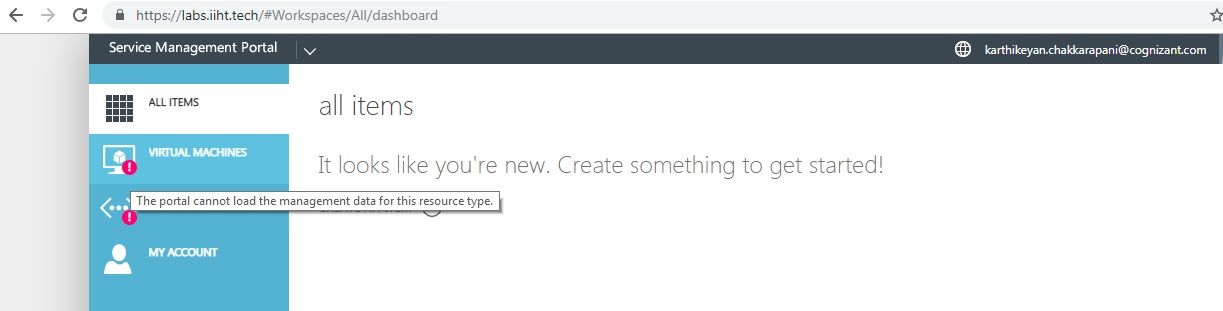 https://labs.iiht.tech/#Workspaces/All/dashboard
Service Management Portal
karthikeyan.chakkarapani@cognizant.com
ALL ITEMS
all items
VIRTUAL MACHINES
It looks like you're new. Create something to get started!
The portal cannot load the management data for this resource type.
MY ACCOUNT